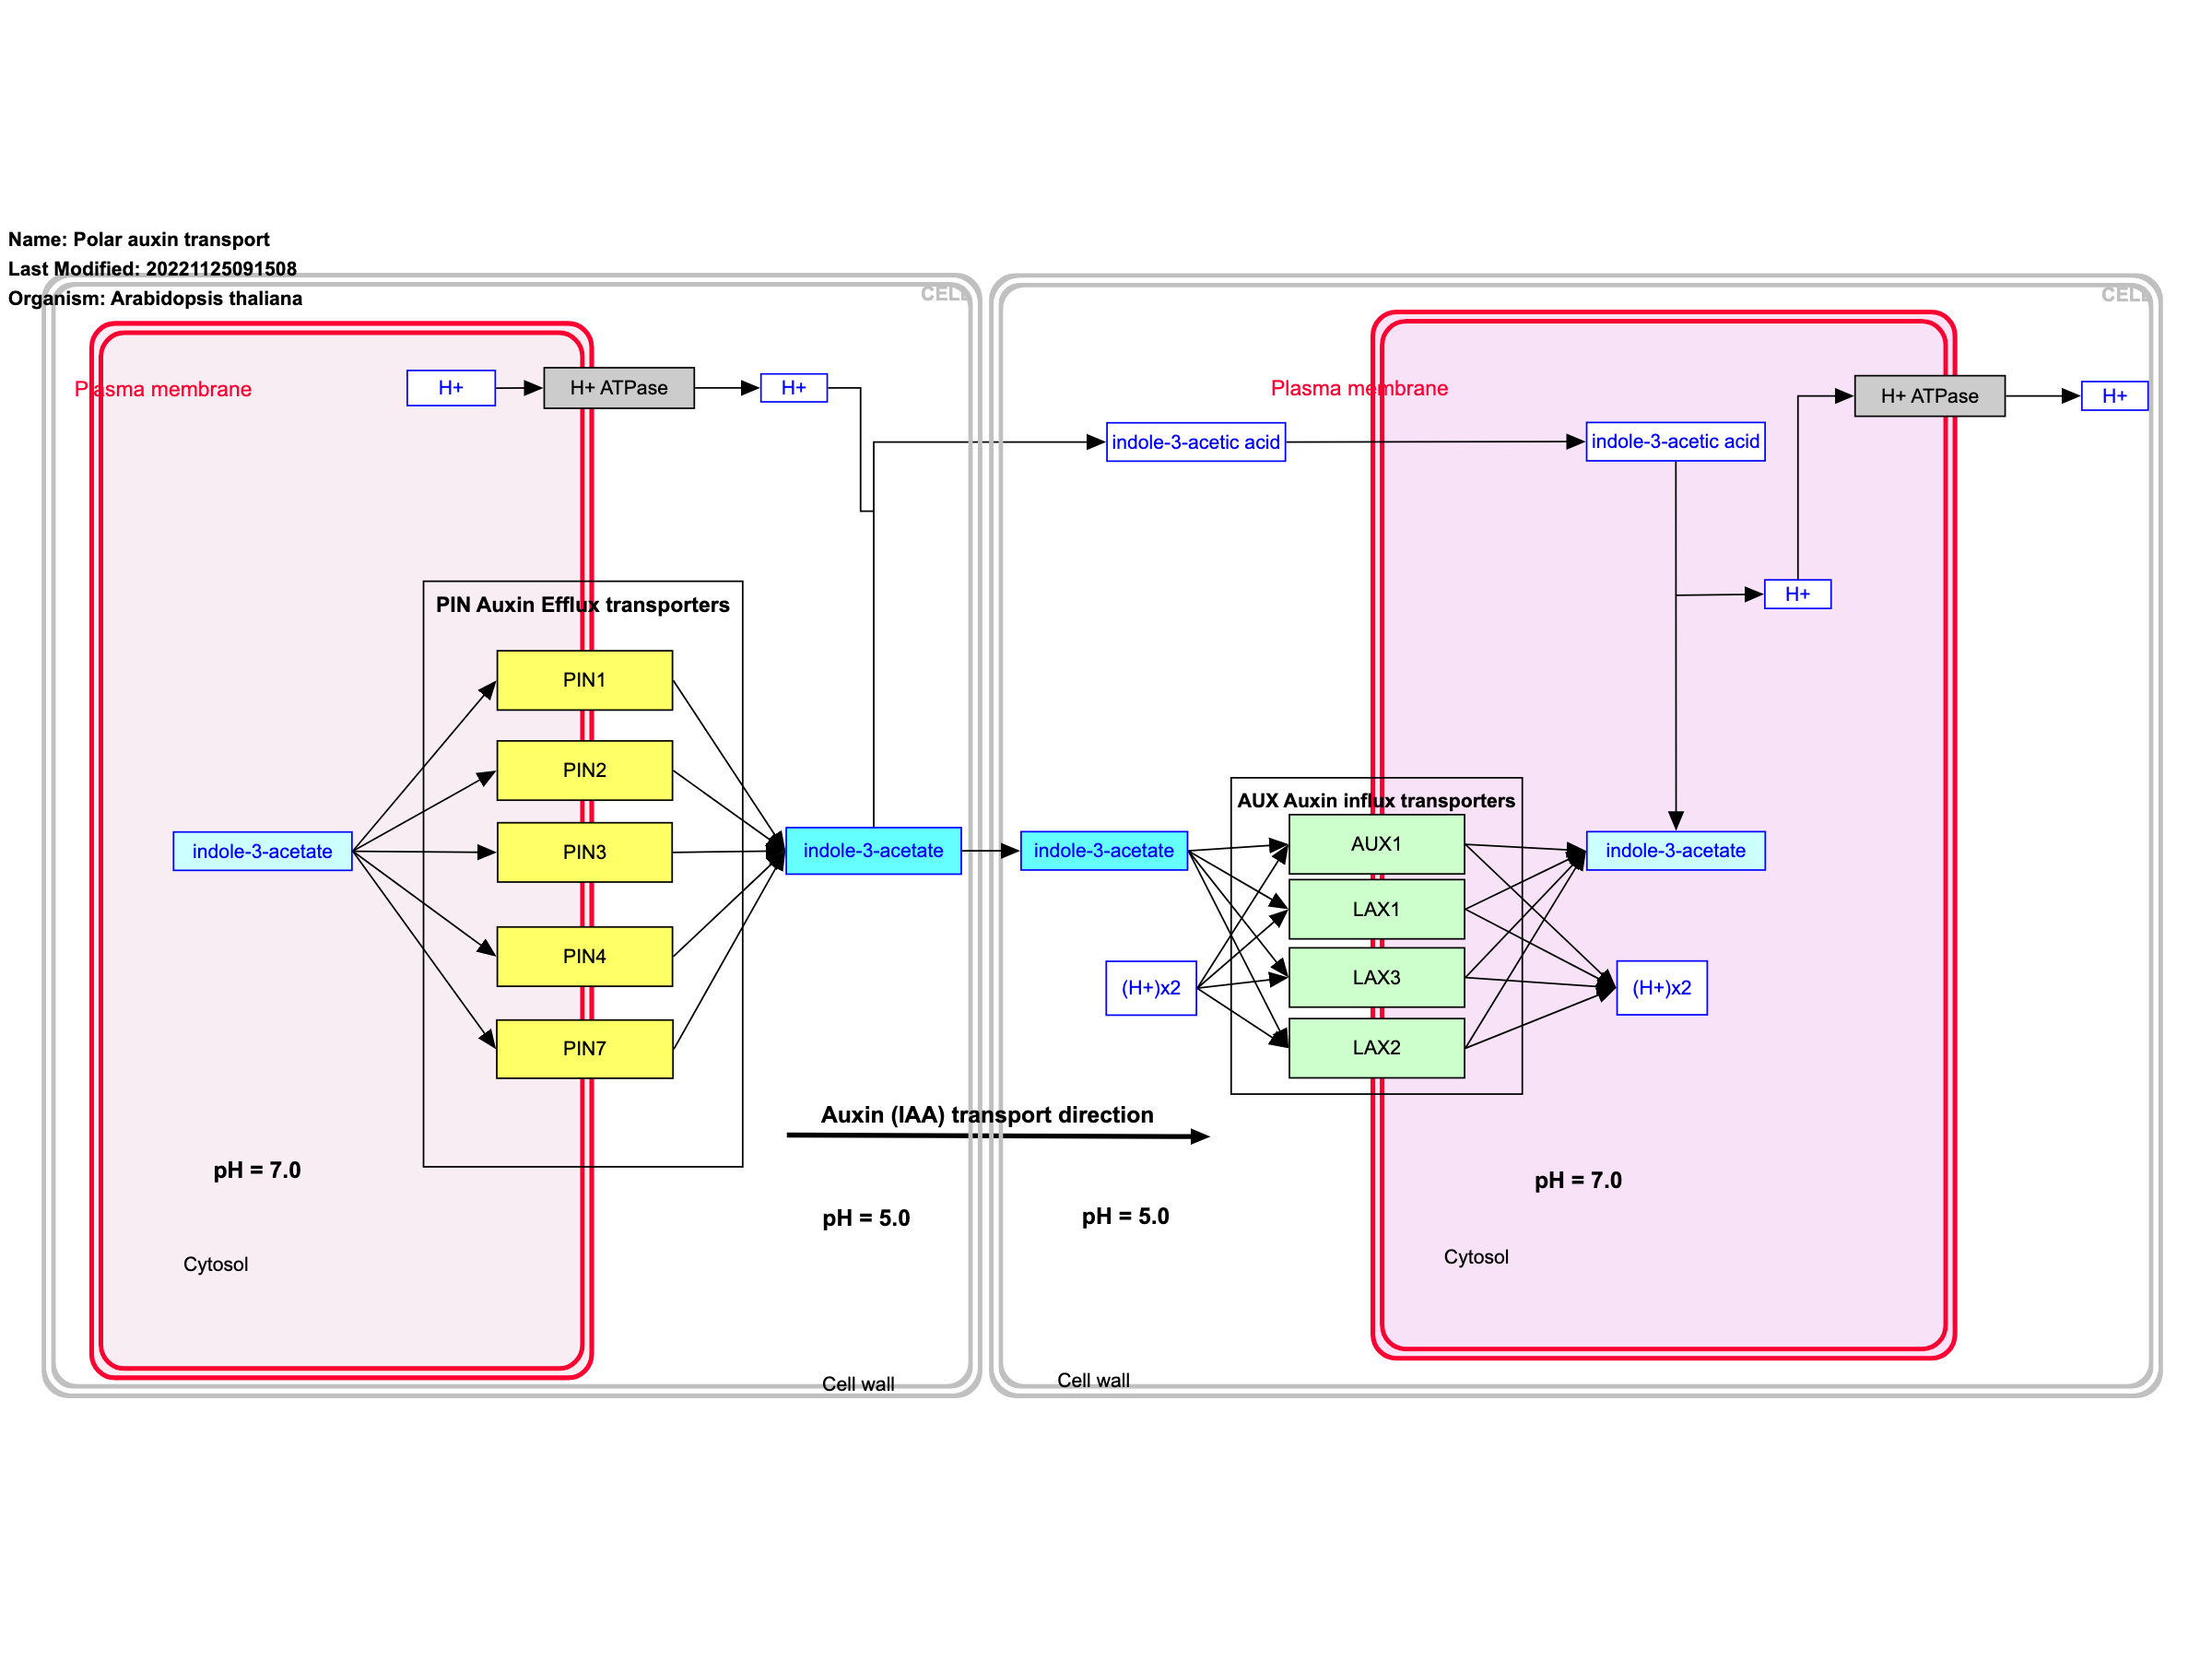 Name: Polar auxin transport
Last Modified: 20221125091508
Organism: Arabidopsis thaliana
CELL
CELL
Plasma membrane
H+
H+ ATPase
H+
Plasma membrane
H+ ATPase
H+
indole-3-acetic acid
indole-3-acetic acid
H+
PIN Auxin Efflux transporters
PIN1
PIN2
PIN3
PIN4
PIN7
indole-3-acetate
indole-3-acetate
indole-3-acetate
AUX Auxin influx transporters
AUX1
LAX1
LAX3
LAX2
indole-3-acetate
(H+)x2
(H+)x2
Auxin (IAA) transport direction
pH = 7.0
pH = 5.0
pH = 5.0
pH = 7.0
Cytosol
Cytosol
Cell wall
Cell wall